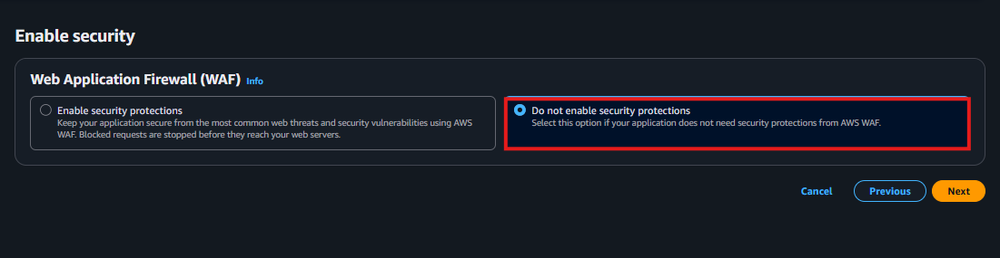 Enable security
Web Application Firewall (WAF) Info
Enable security protections
Keep your application secure from the most common web threats and security vulnerabilities using AWS
WAF. Blocked requests are stopped before they reach your web servers.
Do not enable security protections
Select this option if your application does not need security protections from AWS WAF.
Cancel
Previous
Next